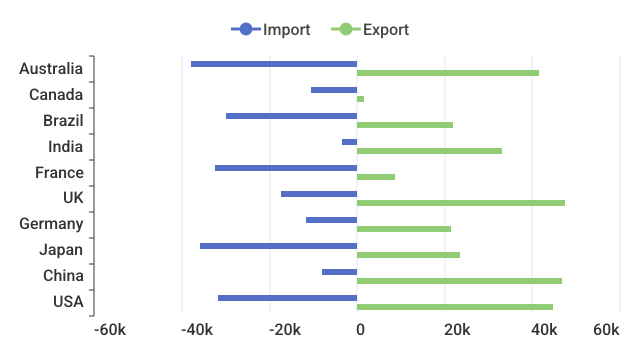 Import Export
Australia
Canada
Brazil
India
France
UK
Germany
Japan
China
USA
-60k -40k -20k 0 20k 40k 60k